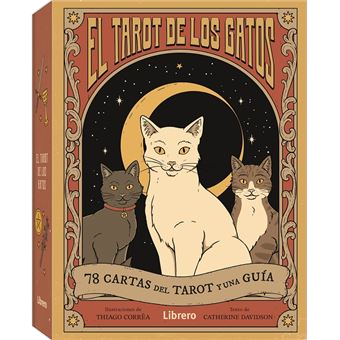 EL TAROT DE LOS GATOS
78 CARTAS DEL TAROT Y UNA GUÍA
Ilustraciones de
THIAGO CORRÊA
Librero
Texto de
CATHERINE DAVIDSON
EL TAROT
DE LOS
GATOS
Librero